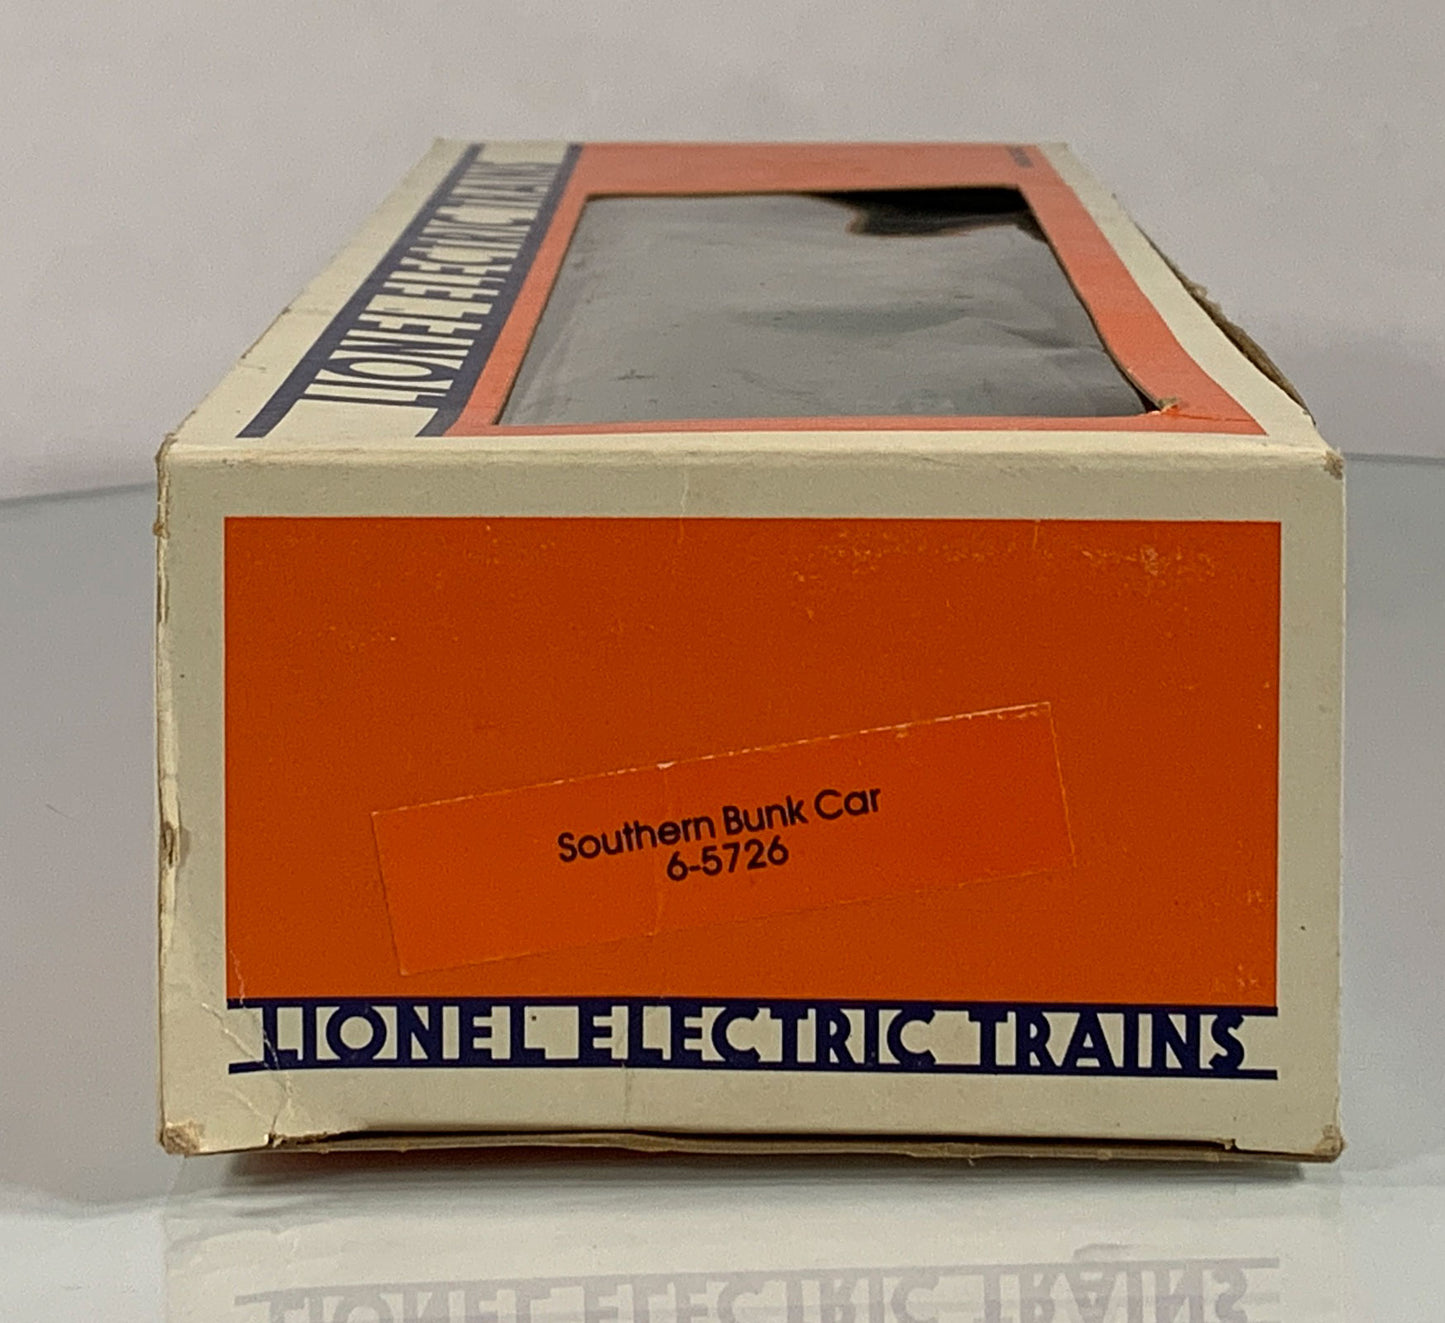 LIONEL ELECTRIC TRAINS
Southern Bunk Car
6-5726
LIONEL ELECTRIC TRAINS